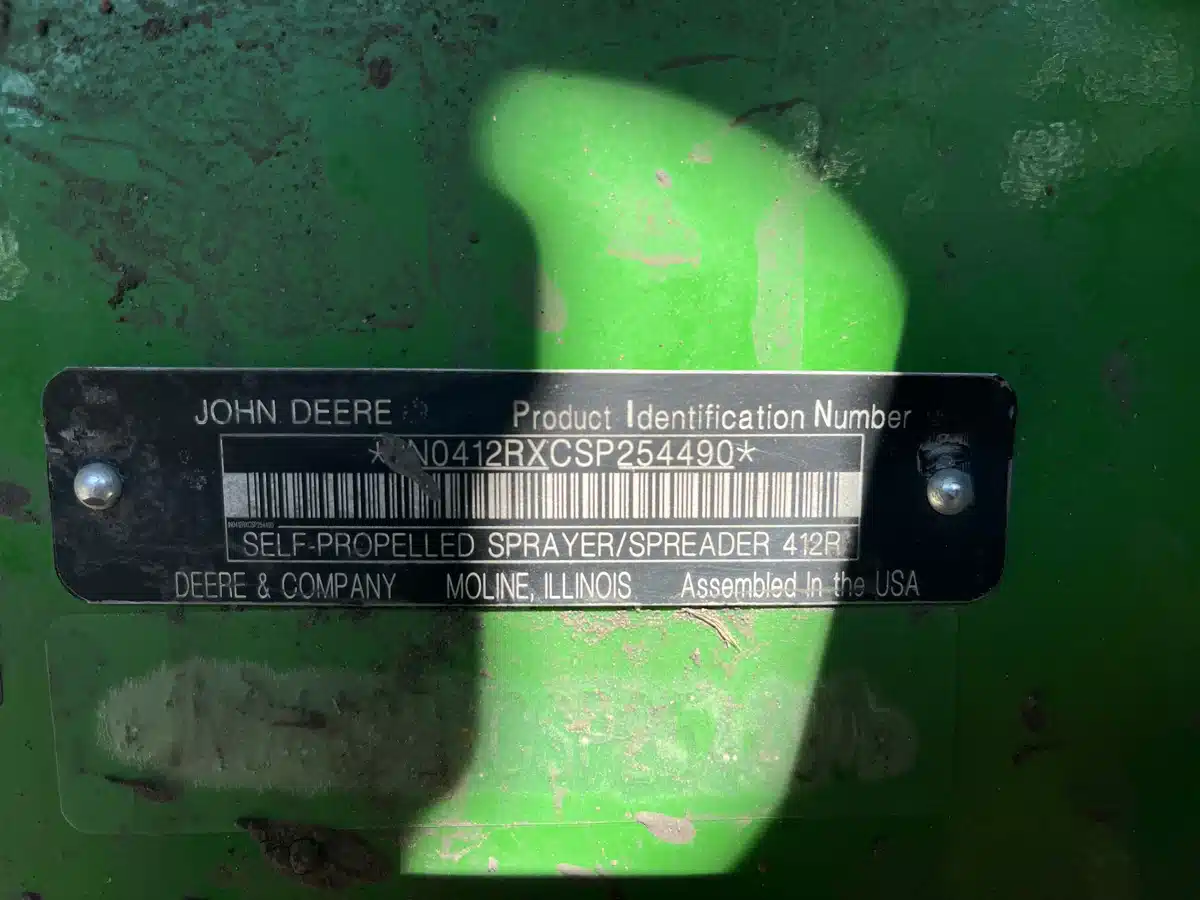 JOHN DEERE Product Identification Number
* N0412RXCSP254490*
SELF-PROPELLED SPRAYER/SPREADER 412R
DEERE & COMPANY MOLINE, ILLINOIS Assembled In the USA